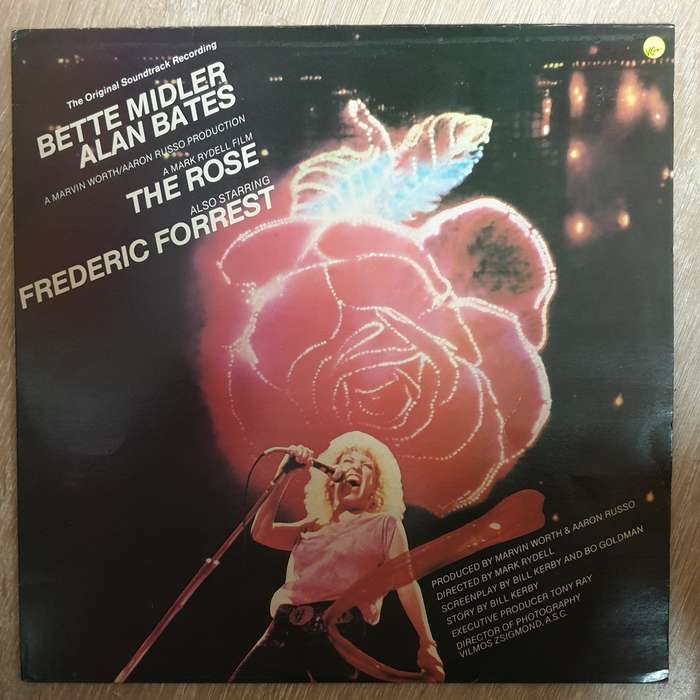 The Original Soundtrack Recording
BETTE MIDLER
ALAN BATES
A MARVIN WORTH/AARON RUSSO PRODUCTION
A MARK RYDELL FILM
THE ROSE
ALSO STARRING
FREDERIC FORREST
PRODUCED BY MARVIN WORTH & AARON RUSSO
DIRECTED BY MARK RYDELL
SCREENPLAY BY BILL KERBY AND BO GOLDMAN
STORY BY BILL KERBY
EXECUTIVE PRODUCER TONY RAY
DIRECTOR OF PHOTOGRAPHY
VILMOS ZSIGMOND, A.S.C.